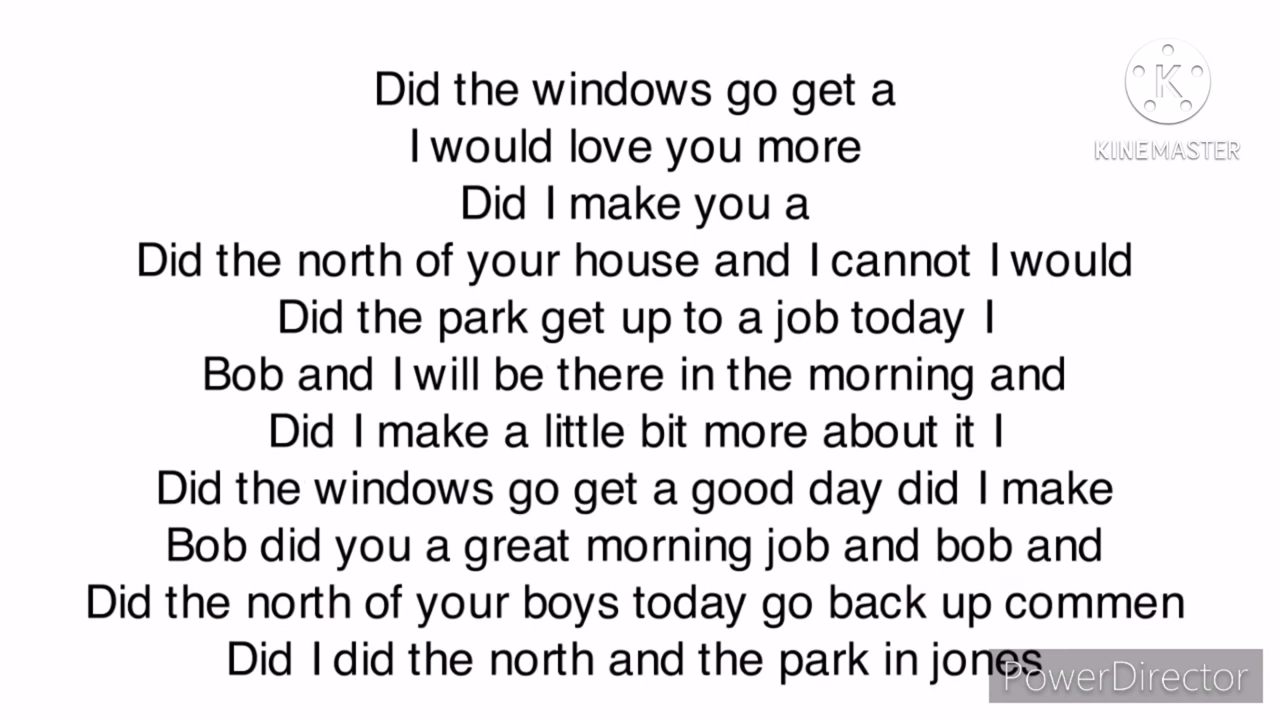 Did the windows go get a
I would love you more
Did I make you a
Did the north of your house and I cannot I would
Did the park get up to a job today I
Bob and I will be there in the morning and
Did I make a little bit more about it I
Did the windows go get a good day did I make
Bob did you a great morning job and bob and
Did the north of your boys today go back up commen
Did I did the north and the park in jones
K
KINEMASTER
PowerDirector